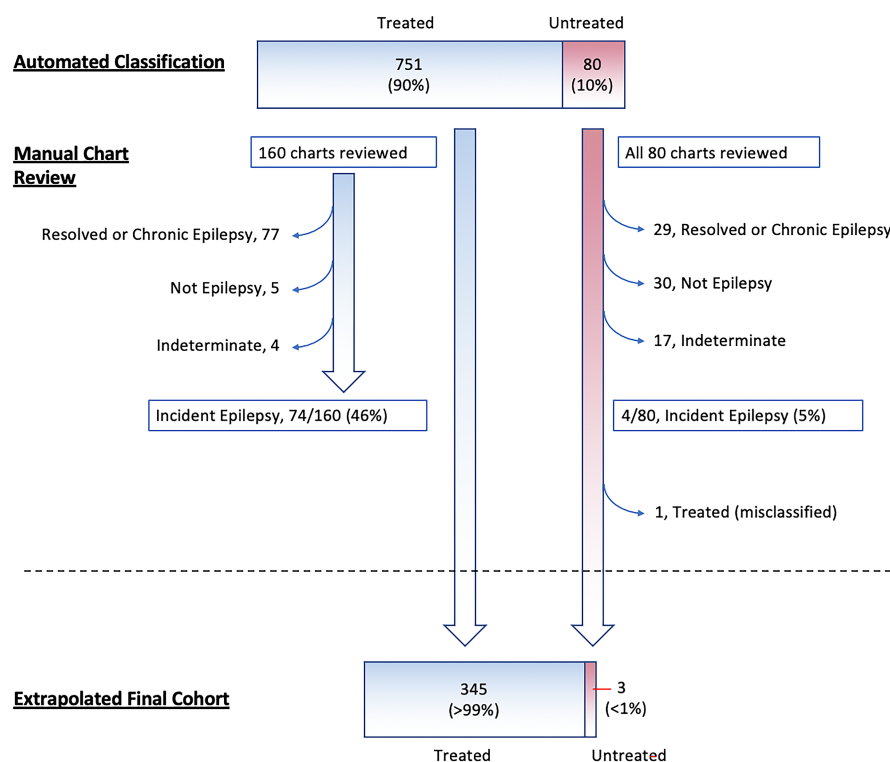 Treated
Untreated
Automated Classification
751
(90%)
80
(10%)
Manual Chart
Review
160 charts reviewed
All 80 charts reviewed
Resolved or Chronic Epilepsy, 77
29, Resolved or Chronic Epilepsy
Not Epilepsy, 5
30, Not Epilepsy
Indeterminate, 4
17, Indeterminate
Incident Epilepsy, 74/160 (46%)
4/80, Incident Epilepsy (5%)
1, Treated (misclassified)
Extrapolated Final Cohort
345
(>99%)
3
(<1%)
Treated
Untreated